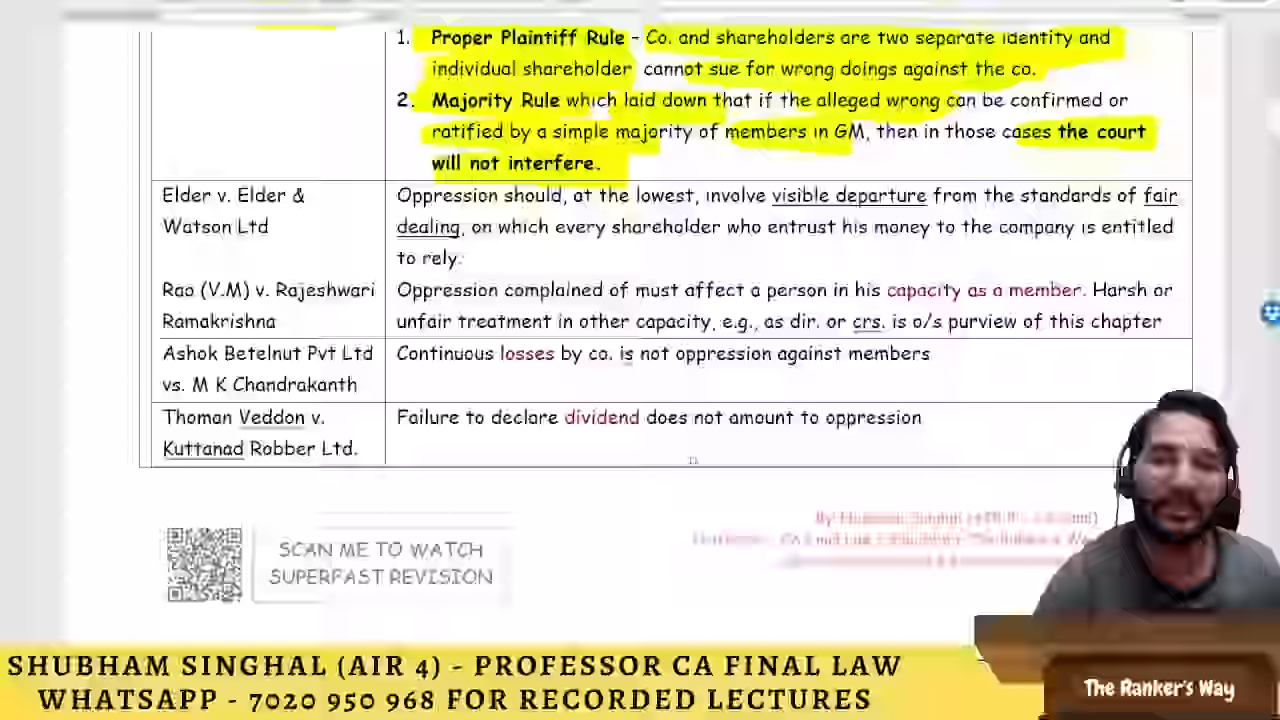 1. Proper Plaintiff Rule – Co. and shareholders are two separate identity and
individual shareholder cannot sue for wrong doings against the co.
2. Majority Rule which laid down that if the alleged wrong can be confirmed or
ratified by a simple majority of members in GM, then in those cases the court
will not interfere.
Elder v. Elder &
Watson Ltd
Oppression should, at the lowest, involve visible departure from the standards of fair
dealing, on which every shareholder who entrust his money to the company is entitled
to rely.
Rao (V.M) v. Rajeshwari
Ramakrishna
Oppression complained of must affect a person in his capacity as a member. Harsh or
unfair treatment in other capacity, e.g., as dir. or crs. is o/s purview of this chapter
Ashok Betelnut Pvt Ltd
vs. M K Chandrakanth
Continuous losses by co. is not oppression against members
Thoman Veddon v.
Kuttanad Robber Ltd.
Failure to declare dividend does not amount to oppression
SCAN ME TO WATCH
SUPERFAST REVISION
SHUBHAM SINGHAL (AIR 4) - PROFESSOR CA FINAL LAW
WHATSAPP - 7020 950 968 FOR RECORDED LECTURES
The Ranker's Way